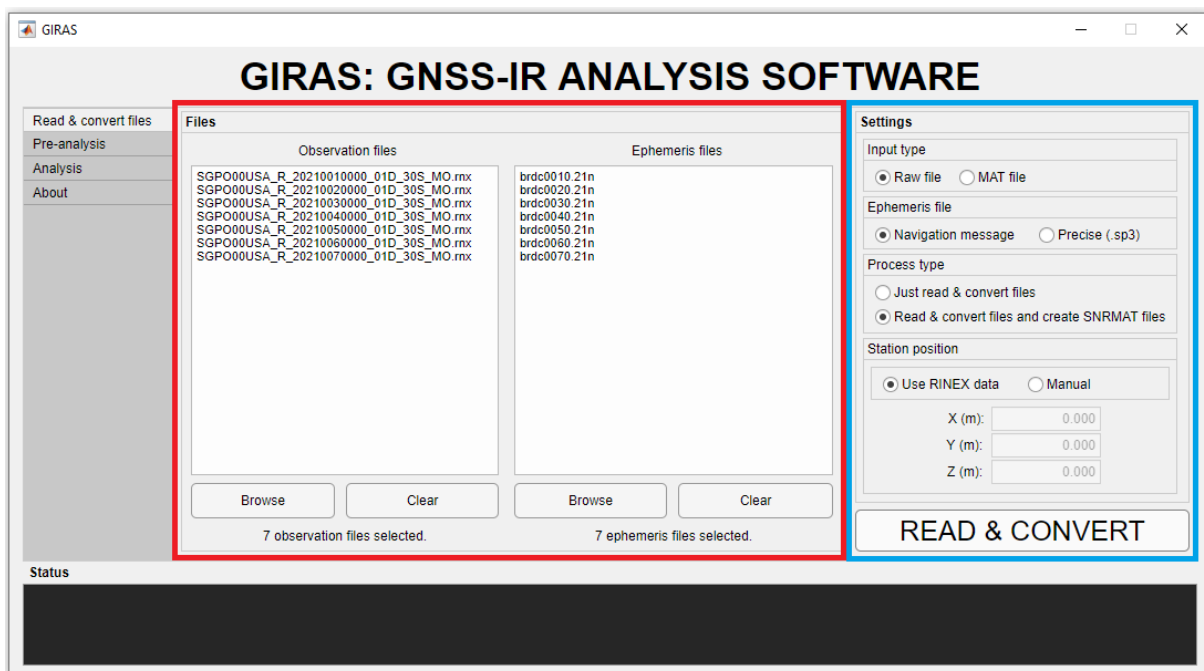 GIRAS
GIRAS: GNSS-IR ANALYSIS SOFTWARE
Read & convert files
Pre-analysis
Analysis
About
Files
Observation files
SGPO00USA_R_20210010000_01D_30S_MO.rnx
SGPO00USA_R_20210020000_01D_30S_MO.rnx
SGPO00USA_R_20210030000_01D_30S_MO.rnx
SGPO00USA_R_20210040000_01D_30S_MO.rnx
SGPO00USA_R_20210050000_01D_30S_MO.rnx
SGPO00USA_R_20210060000_01D_30S_MO.rnx
SGPO00USA_R_20210070000_01D_30S_MO.rnx
Browse Clear
7 observation files selected.
Ephemeris files
brdc0010.21n
brdc0020.21n
brdc0030.21n
brdc0040.21n
brdc0050.21n
brdc0060.21n
brdc0070.21n
Browse Clear
7 ephemeris files selected.
Settings
Input type
Raw file MAT file
Ephemeris file
Navigation message Precise (.sp3)
Process type
Just read & convert files
Read & convert files and create SNRMAT files
Station position
Use RINEX data Manual
X (m): 0.000
Y (m): 0.000
Z (m): 0.000
READ & CONVERT
Status